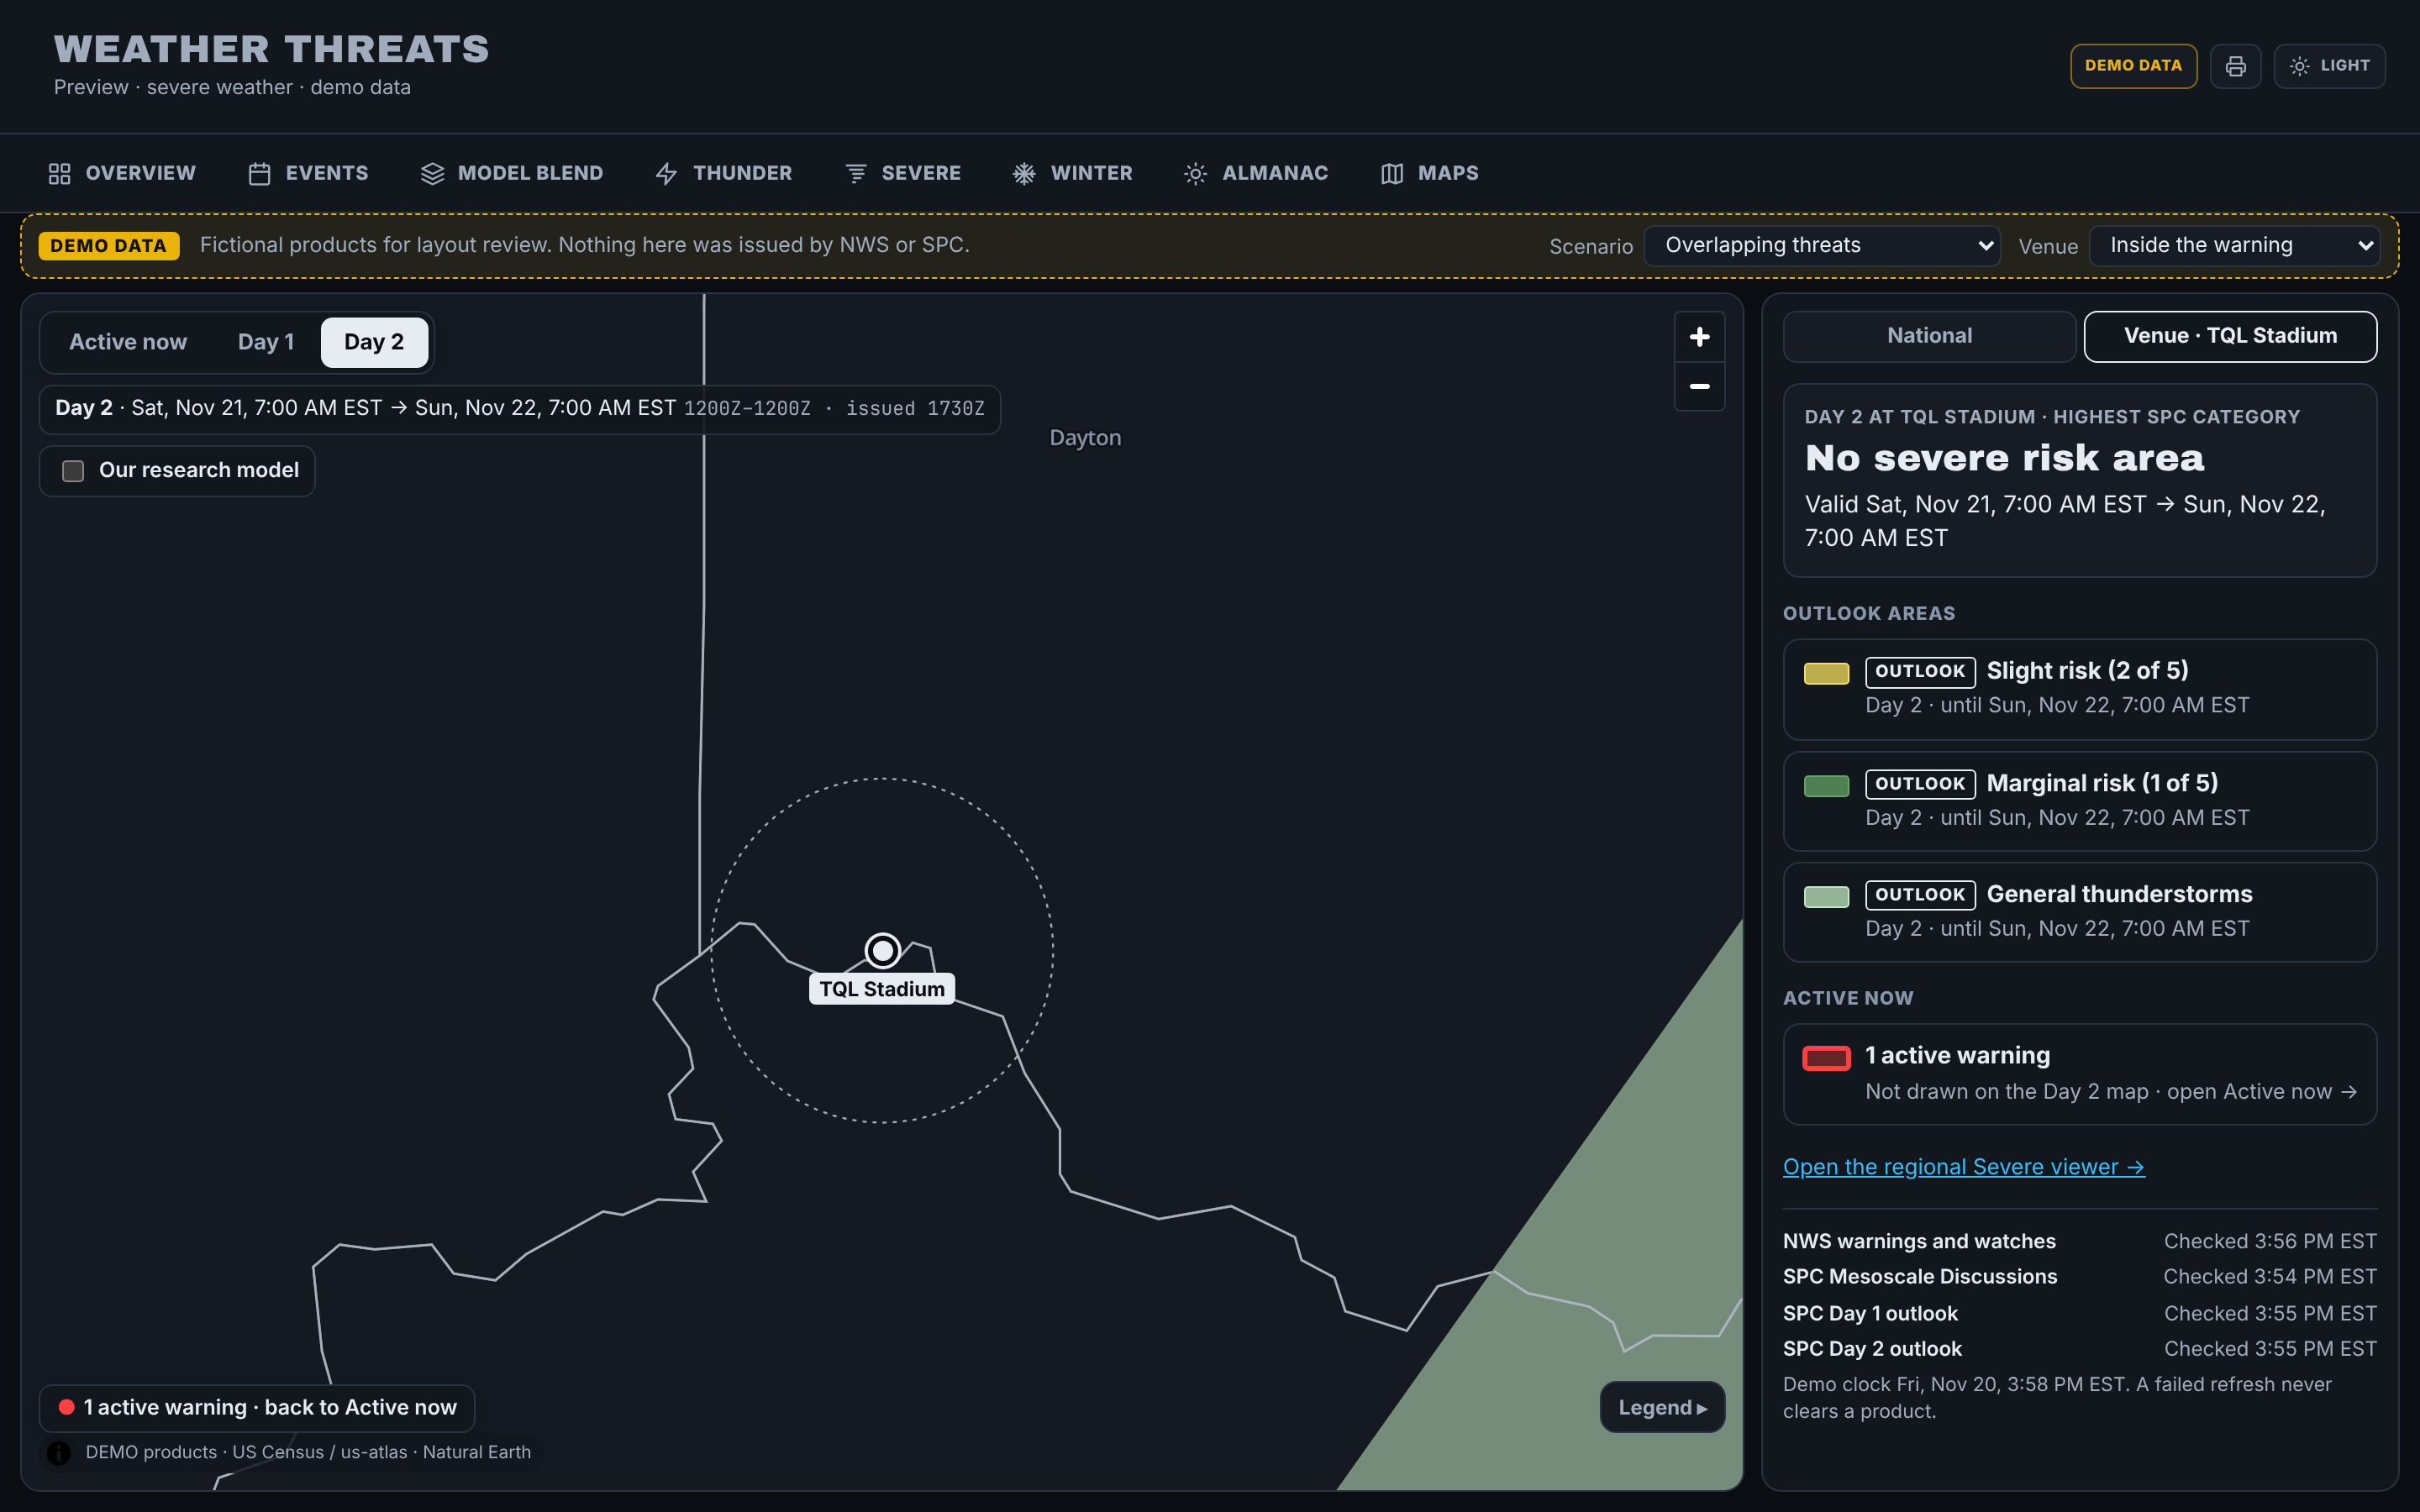 WEATHER THREATS
Preview · severe weather · demo data
DEMO DATA
LIGHT
OVERVIEW
EVENTS
MODEL BLEND
THUNDER
SEVERE
WINTER
ALMANAC
MAPS
DEMO DATA
Fictional products for layout review. Nothing here was issued by NWS or SPC.
Scenario
Overlapping threats
Venue
Inside the warning
Active now
Day 1
Day 2
Day 2 · Sat, Nov 21, 7:00 AM EST → Sun, Nov 22, 7:00 AM EST 1200Z–1200Z · issued 1730Z
Our research model
+
−
Dayton
TQL Stadium
1 active warning · back to Active now
Legend ▸
DEMO products · US Census / us-atlas · Natural Earth
National
Venue · TQL Stadium
DAY 2 AT TQL STADIUM · HIGHEST SPC CATEGORY
No severe risk area
Valid Sat, Nov 21, 7:00 AM EST → Sun, Nov 22,
7:00 AM EST
OUTLOOK AREAS
OUTLOOK Slight risk (2 of 5)
Day 2 · until Sun, Nov 22, 7:00 AM EST
OUTLOOK Marginal risk (1 of 5)
Day 2 · until Sun, Nov 22, 7:00 AM EST
OUTLOOK General thunderstorms
Day 2 · until Sun, Nov 22, 7:00 AM EST
ACTIVE NOW
1 active warning
Not drawn on the Day 2 map · open Active now →
Open the regional Severe viewer →
NWS warnings and watches Checked 3:56 PM EST
SPC Mesoscale Discussions Checked 3:54 PM EST
SPC Day 1 outlook Checked 3:55 PM EST
SPC Day 2 outlook Checked 3:55 PM EST
Demo clock Fri, Nov 20, 3:58 PM EST. A failed refresh never
clears a product.